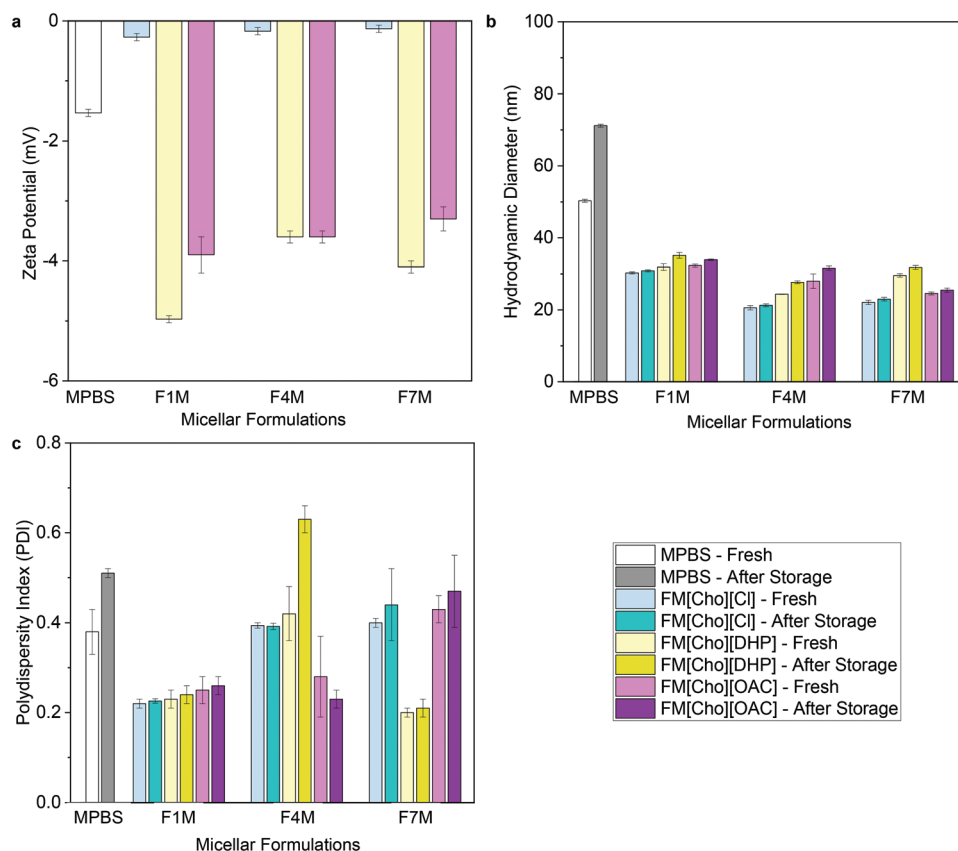 a
0
-2
-4
-6
Zeta Potential (mV)
MPBS F1M F4M F7M
Micellar Formulations
b
100
80
60
40
20
0
Hydrodynamic Diameter (nm)
MPBS F1M F4M F7M
Micellar Formulations
c
0.8
0.6
0.4
0.2
0.0
Polydispersity Index (PDI)
MPBS F1M F4M F7M
Micellar Formulations
MPBS - Fresh
MPBS - After Storage
FM[Cho][Cl] - Fresh
FM[Cho][Cl] - After Storage
FM[Cho][DHP] - Fresh
FM[Cho][DHP] - After Storage
FM[Cho][OAC] - Fresh
FM[Cho][OAC] - After Storage